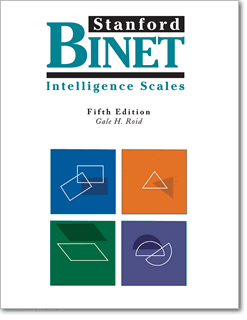 Stanford
BINET
Intelligence Scales
Fifth Edition
Gale H. Roid